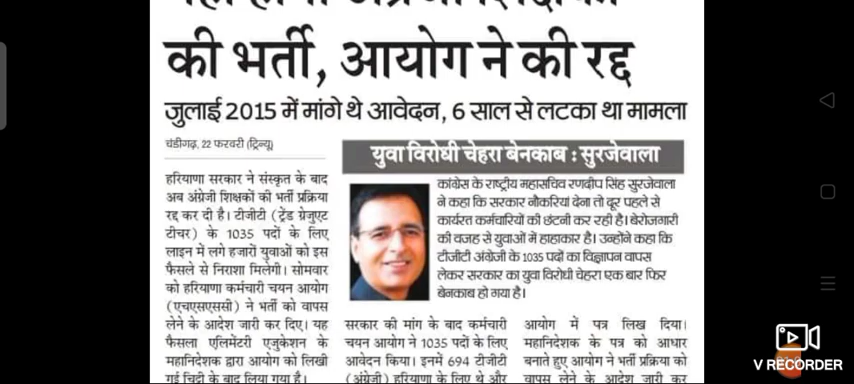 की भर्ती, आयोग ने की रद्द
जुलाई 2015 में मांगे थे आवेदन, 6 साल से लटका था मामला
चंडीगढ़, 22 फरवरी (ट्रिन्यू)
हरियाणा सरकार ने संस्कृत के बाद
अब अंग्रेजी शिक्षकों की भर्ती प्रक्रिया
रद्द कर दी है। टीजीटी (ट्रेंड ग्रेजुएट
टीचर) के 1035 पदों के लिए
लाइन में लगे हजारों युवाओं को इस
फैसले से निराशा मिलेगी। सोमवार
को हरियाणा कर्मचारी चयन आयोग
(एचएसएससी) ने भर्ती को वापस
लेने के आदेश जारी कर दिए। यह
फैसला एलिमेंटरी एजुकेशन के
महानिदेशक द्वारा आयोग को लिखी
गई चिट्ठी के बाद लिया गया है।
युवा विरोधी चेहरा बेनकाब : सुरजेवाला
कांग्रेस के राष्ट्रीय महासचिव रणदीप सिंह सुरजेवाला
ने कहा कि सरकार नौकरियां देना तो दूर पहले से
कार्यरत कर्मचारियों की छंटनी कर रही है। बेरोजगारी
की वजह से युवाओं में हाहाकार है। उन्होंने कहा कि
टीजीटी अंग्रेजी के 1035 पदों का विज्ञापन वापस
लेकर सरकार का युवा विरोधी चेहरा एक बार फिर
बेनकाब हो गया है।
सरकार की मांग के बाद कर्मचारी
चयन आयोग ने 1035 पदों के लिए
आवेदन किया। इनमें 694 टीजीटी
(अंग्रेजी) हरियाणा के लिए थे और
आयोग में पत्र लिख दिया।
महानिदेशक के पत्र को आधार
बनाते हुए आयोग ने भर्ती प्रक्रिया को
वापस लेने के आदेश जारी कर
V RECORDER